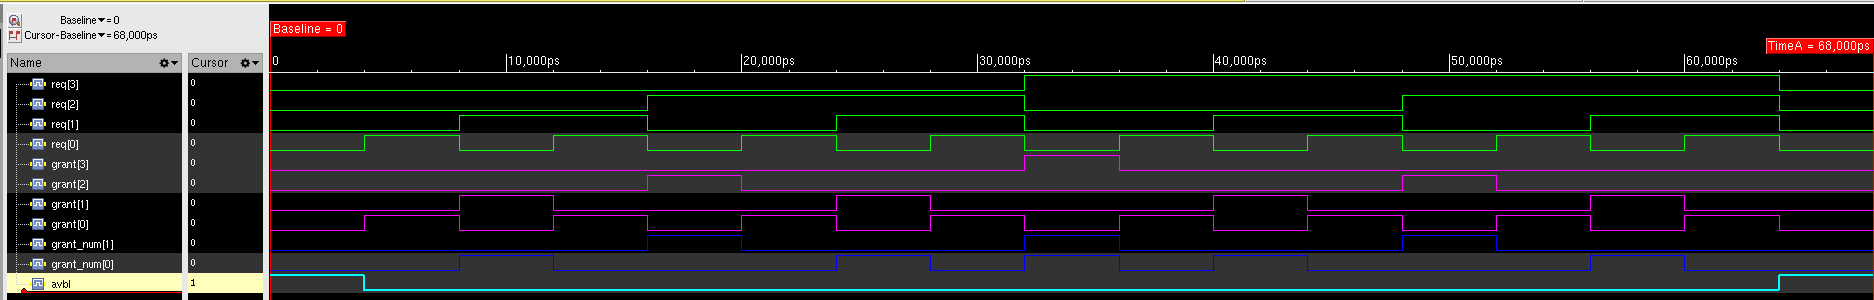 Baseline▼= 0
Cursor-Baseline▼= 68,000ps
Baseline = 0
TimeA = 68,000ps
Name Cursor 0 10,000ps 20,000ps 30,000ps 40,000ps 50,000ps 60,000ps
req[3] 0
req[2] 0
req[1] 0
req[0] 0
grant[3] 0
grant[2] 0
grant[1] 0
grant[0] 0
grant_num[1] 0
grant_num[0] 0
avbl 1